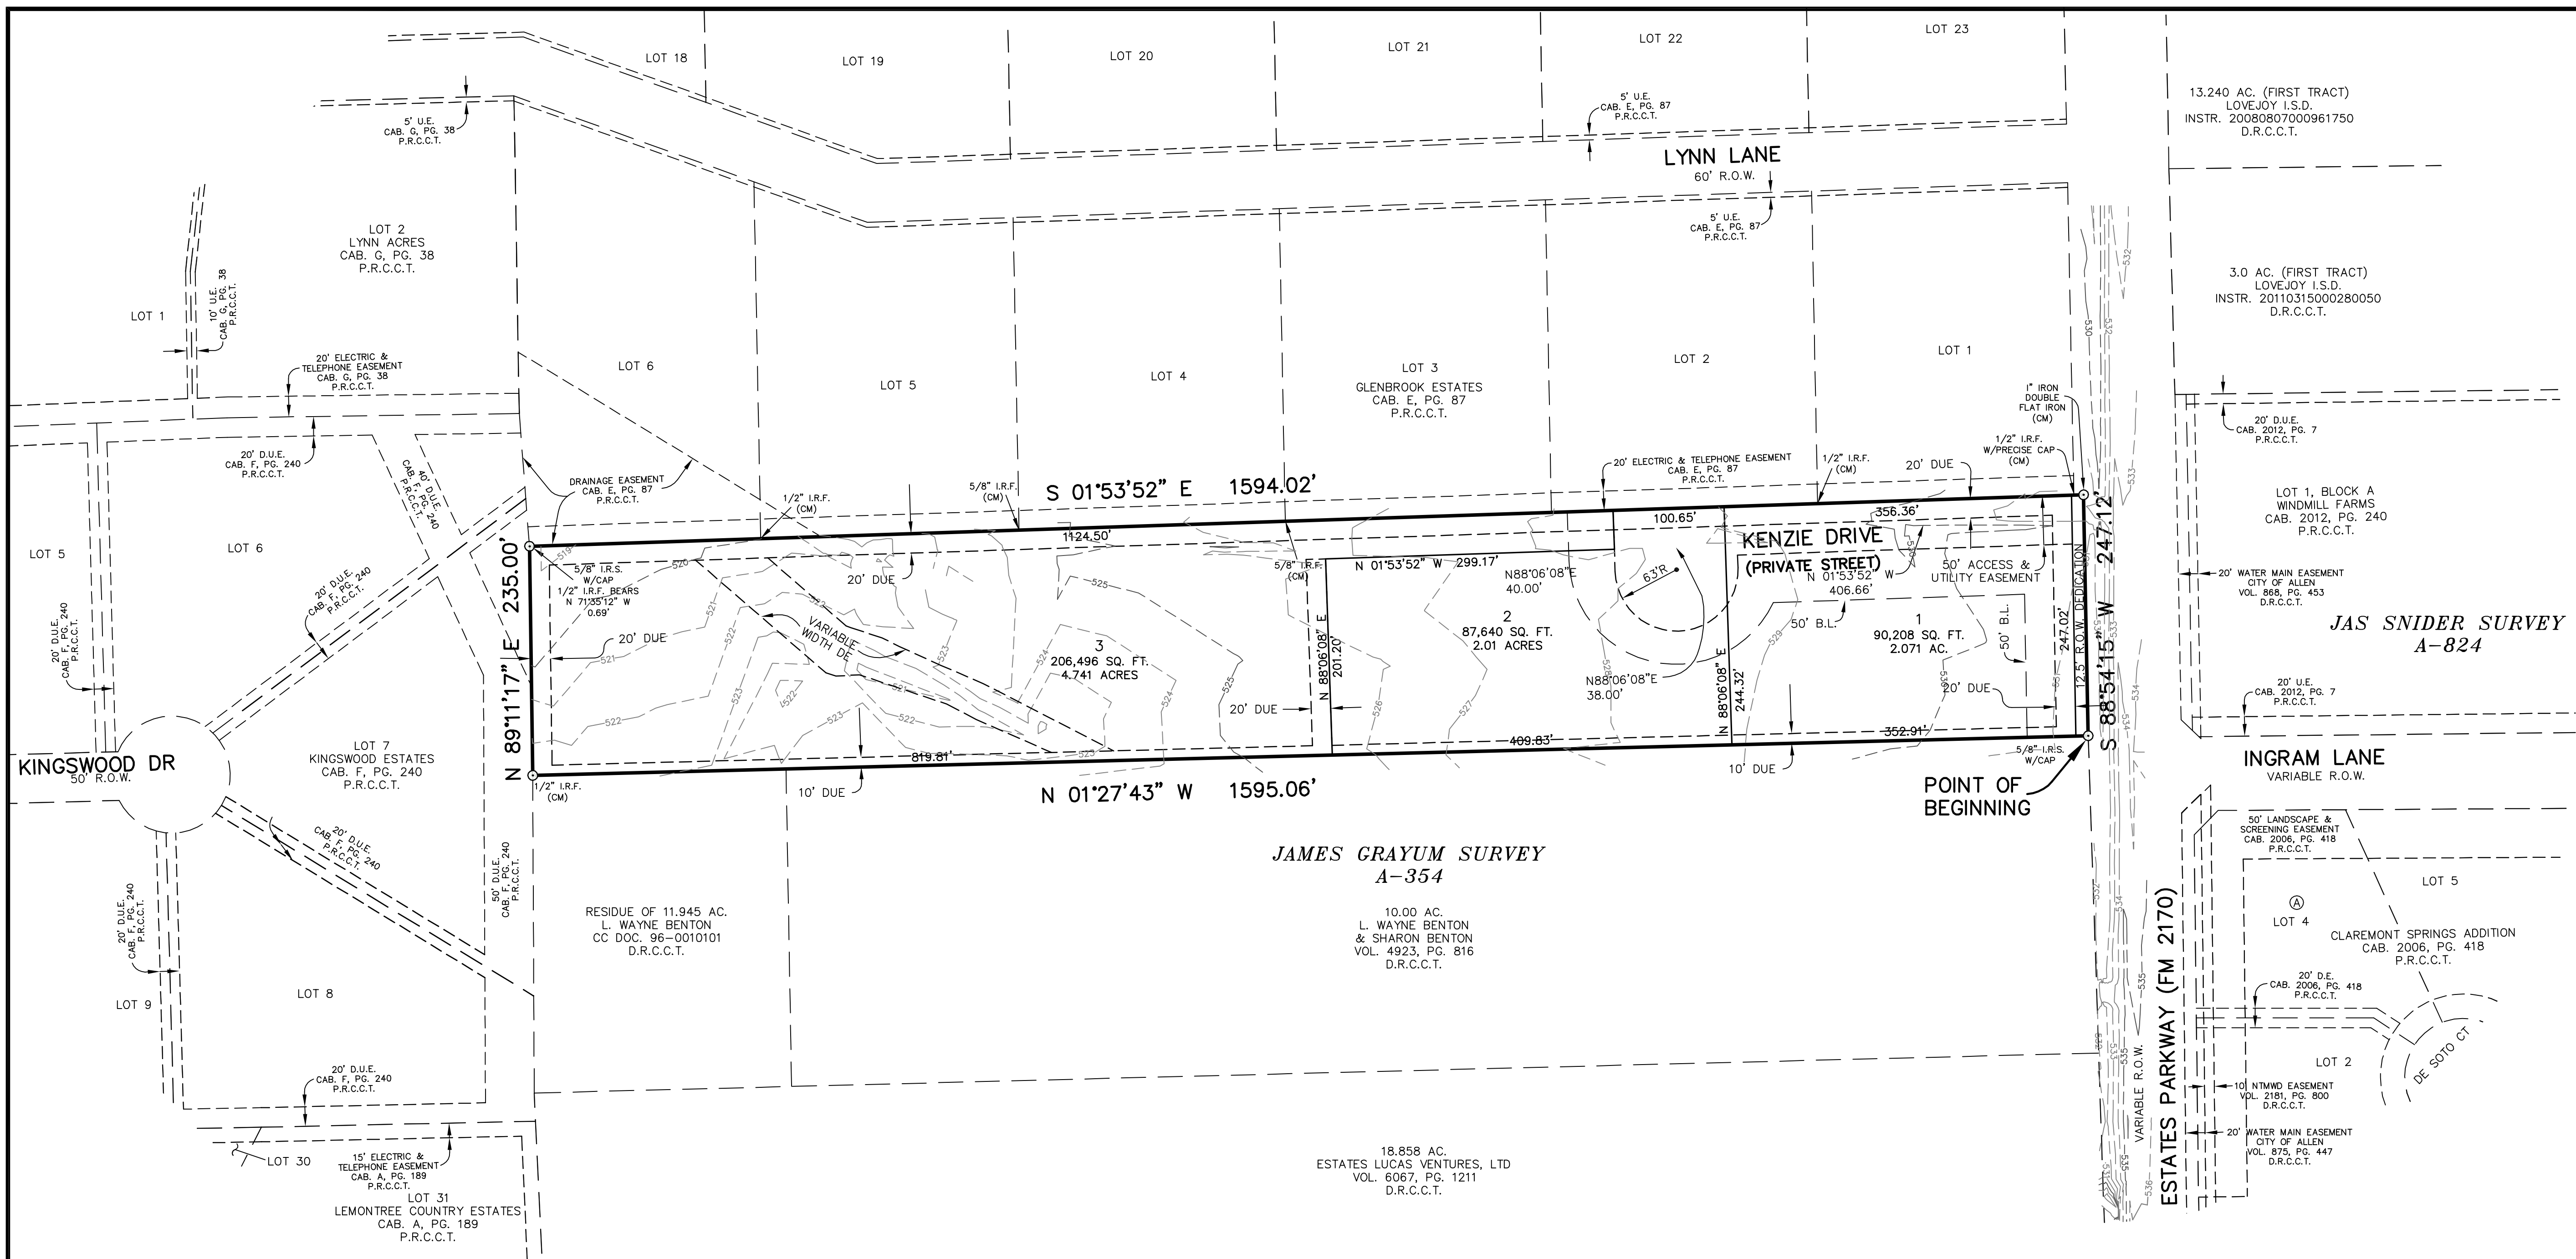 LOT 18
LOT 19
LOT 20
LOT 21
LOT 22
LOT 23
13.240 AC. (FIRST TRACT)
LOVEJOY I.S.D.
INSTR. 20080807000961750
D.R.C.C.T.
5' U.E.
CAB. G, PG. 38
P.R.C.C.T.
5' U.E.
CAB. E, PG. 87
P.R.C.C.T.
LYNN LANE
60' R.O.W.
5' U.E.
CAB. E, PG. 87
P.R.C.C.T.
LOT 2
LYNN ACRES
CAB. G, PG. 38
P.R.C.C.T.
10' U.E.
CAB. G, PG. 38
P.R.C.C.T.
LOT 1
3.0 AC. (FIRST TRACT)
LOVEJOY I.S.D.
INSTR. 20110315000280050
D.R.C.C.T.
20' ELECTRIC &
TELEPHONE EASEMENT
CAB. G, PG. 38
P.R.C.C.T.
LOT 6
LOT 5
LOT 4
LOT 3
GLENBROOK ESTATES
CAB. E, PG. 87
P.R.C.C.T.
LOT 2
LOT 1
1" IRON
DOUBLE
FLAT IRON
(CM)
1/2" I.R.F.
W/PRECISE CAP
(CM)
20' D.U.E.
CAB. 2012, PG. 7
P.R.C.C.T.
20' D.U.E.
CAB. F, PG. 240
P.R.C.C.T.
40' D.U.E.
CAB. F, PG. 240
P.R.C.C.T.
DRAINAGE EASEMENT
CAB. E, PG. 87
P.R.C.C.T.
1/2" I.R.F.
(CM)
5/8" I.R.F.
(CM)
S 01°53'52" E 1594.02'
20' ELECTRIC & TELEPHONE EASEMENT
CAB. E, PG. 87
P.R.C.C.T.
1/2" I.R.F.
(CM)
20' DUE
LOT 1, BLOCK A
WINDMILL FARMS
CAB. 2012, PG. 240
P.R.C.C.T.
LOT 5
LOT 6
20' D.U.E.
CAB. F, PG. 240
P.R.C.C.T.
20' D.U.E.
CAB. F, PG. 240
P.R.C.C.T.
N 89°11'17" E 235.00'
5/8" I.R.S.
W/CAP
1/2" I.R.F. BEARS
N 71°35'12" W
0.69'
1124.50'
100.65'
356.36'
20' DUE
5/8" I.R.F.
(CM)
N 01°53'52" W 299.17'
N88°06'08"E
40.00'
63'R
KENZIE DRIVE
(PRIVATE STREET)
N 01°53'52" W
406.66'
50' ACCESS &
UTILITY EASEMENT
S 88°54'15" W 247.12'
12.5' R.O.W. DEDICATION
247.02'
20' WATER MAIN EASEMENT
CITY OF ALLEN
VOL. 868, PG. 453
D.R.C.C.T.
JAS SNIDER SURVEY
A-824
20' DUE
VARIABLE
WIDTH DE
3
206,496 SQ. FT.
4.741 ACRES
N 88°06'08" E
201.20'
2
87,640 SQ. FT.
2.01 ACRES
N88°06'08"E
38.00'
N 88°06'08" E
244.32'
50' B.L.
1
90,208 SQ. FT.
2.071 AC.
50' B.L.
20' DUE
20' DUE
519
520
521
522
523
524
525
526
527
528
529
530
531
532
533
534
535
536
20' U.E.
CAB. 2012, PG. 7
P.R.C.C.T.
LOT 7
KINGSWOOD ESTATES
CAB. F, PG. 240
P.R.C.C.T.
KINGSWOOD DR
50' R.O.W.
819.81'
409.83'
352.91'
5/8" I.R.S.
W/CAP
1/2" I.R.F.
(CM)
10' DUE
N 01°27'43" W 1595.06'
10' DUE
POINT OF
BEGINNING
INGRAM LANE
VARIABLE R.O.W.
50' LANDSCAPE &
SCREENING EASEMENT
CAB. 2006, PG. 418
P.R.C.C.T.
20' D.U.E.
CAB. F, PG. 240
P.R.C.C.T.
50' D.U.E.
CAB. F, PG. 240
P.R.C.C.T.
JAMES GRAYUM SURVEY
A-354
RESIDUE OF 11.945 AC.
L. WAYNE BENTON
CC DOC. 96-0010101
D.R.C.C.T.
10.00 AC.
L. WAYNE BENTON
& SHARON BENTON
VOL. 4923, PG. 816
D.R.C.C.T.
LOT 5
A
LOT 4
CLAREMONT SPRINGS ADDITION
CAB. 2006, PG. 418
P.R.C.C.T.
20' D.U.E.
CAB. F, PG. 240
P.R.C.C.T.
LOT 9
LOT 8
20' D.E.
CAB. 2006, PG. 418
P.R.C.C.T.
ESTATES PARKWAY (FM 2170)
VARIABLE R.O.W.
LOT 2
DE SOTO CT
20' D.U.E.
CAB. F, PG. 240
P.R.C.C.T.
10' NTMWD EASEMENT
VOL. 2181, PG. 800
D.R.C.C.T.
20' WATER MAIN EASEMENT
CITY OF ALLEN
VOL. 875, PG. 447
D.R.C.C.T.
LOT 30
15' ELECTRIC &
TELEPHONE EASEMENT
CAB. A, PG. 189
P.R.C.C.T.
LOT 31
LEMONTREE COUNTRY ESTATES
CAB. A, PG. 189
P.R.C.C.T.
18.858 AC.
ESTATES LUCAS VENTURES, LTD
VOL. 6067, PG. 1211
D.R.C.C.T.